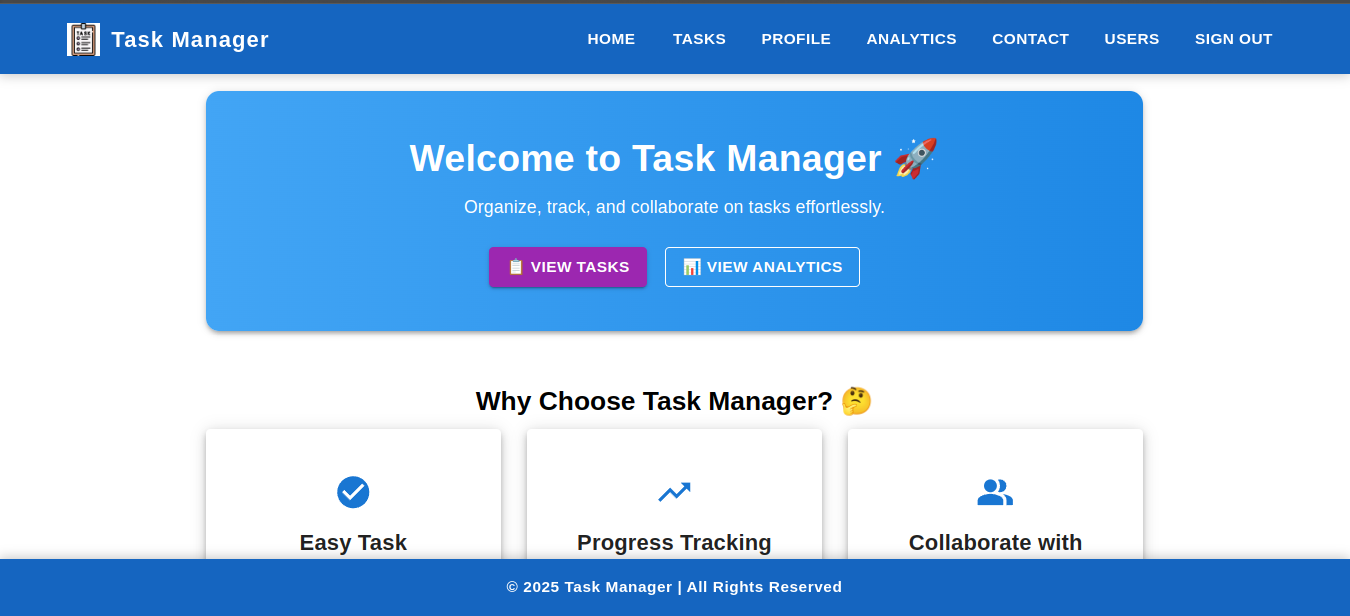 TASK
Task Manager
HOME TASKS PROFILE ANALYTICS CONTACT USERS SIGN OUT
Welcome to Task Manager 🚀
Organize, track, and collaborate on tasks effortlessly.
📋 VIEW TASKS 📊 VIEW ANALYTICS
Why Choose Task Manager? 🤔
Easy Task
Progress Tracking
Collaborate with
© 2025 Task Manager | All Rights Reserved